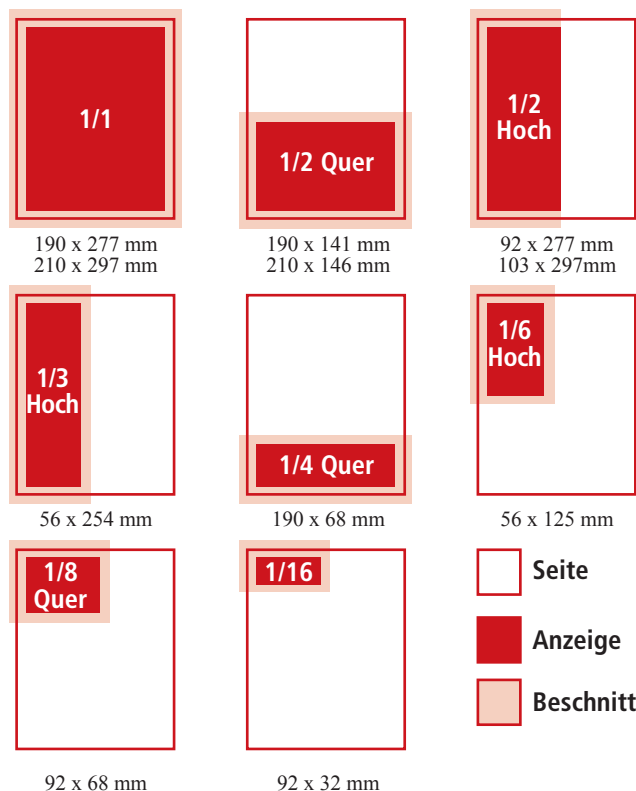 1/1
1/2 Quer
1/2
Hoch
190 x 277 mm
210 x 297 mm
190 x 141 mm
210 x 146 mm
92 x 277 mm
103 x 297mm
1/3
Hoch
1/4 Quer
1/6
Hoch
56 x 254 mm
190 x 68 mm
56 x 125 mm
1/8
Quer
1/16
Seite
Anzeige
Beschnitt
92 x 68 mm
92 x 32 mm